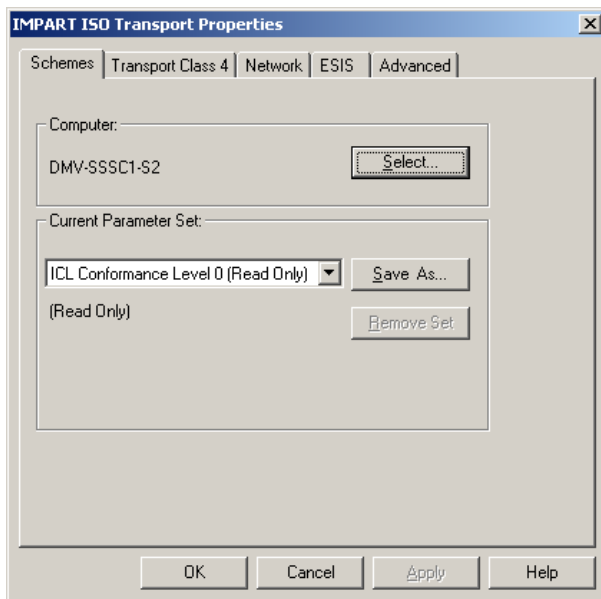 IMPART ISO Transport Properties
Schemes Transport Class 4 Network ESIS Advanced
Computer:
DMV-SSSC1-S2 Select...
Current Parameter Set:
ICL Conformance Level 0 (Read Only) Save As...
(Read Only) Remove Set
OK Cancel Apply Help